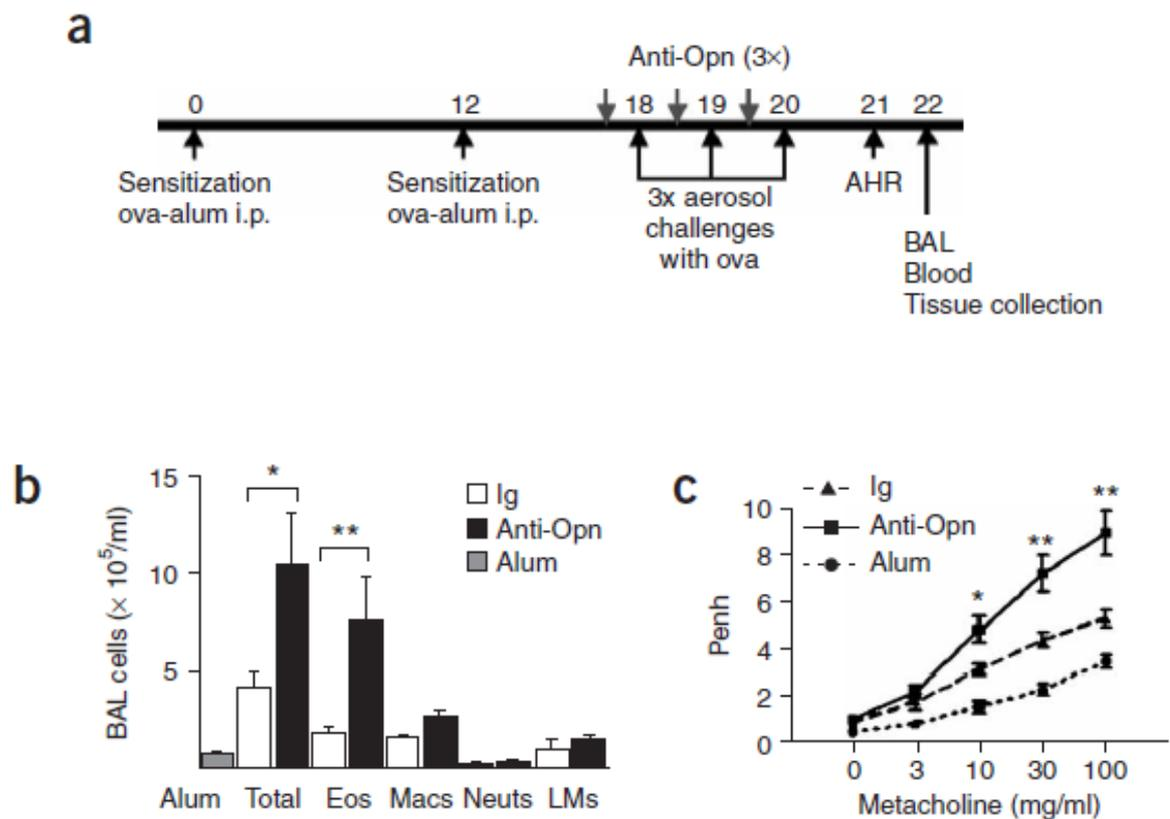 a
Anti-Opn (3×)
0 12 18 19 20 21 22
Sensitization
ova-alum i.p.
Sensitization
ova-alum i.p.
3x aerosol
challenges
with ova
AHR
BAL
Blood
Tissue collection
b
BAL cells (× 10⁵/ml)
15
10
5
*
**
Ig
Anti-Opn
Alum
Alum Total Eos Macs Neuts LMs
c
Ig
Anti-Opn
Alum
Penh
10
8
6
4
2
0
*
**
**
0 3 10 30 100
Metacholine (mg/ml)